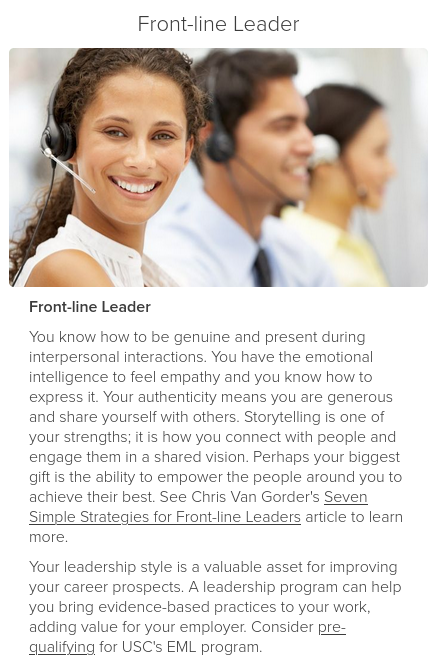 Front-line Leader
Front-line Leader
You know how to be genuine and present during
interpersonal interactions. You have the emotional
intelligence to feel empathy and you know how to
express it. Your authenticity means you are generous
and share yourself with others. Storytelling is one of
your strengths; it is how you connect with people and
engage them in a shared vision. Perhaps your biggest
gift is the ability to empower the people around you to
achieve their best. See Chris Van Gorder's Seven
Simple Strategies for Front-line Leaders article to learn
more.
Your leadership style is a valuable asset for improving
your career prospects. A leadership program can help
you bring evidence-based practices to your work,
adding value for your employer. Consider pre-
qualifying for USC's EML program.